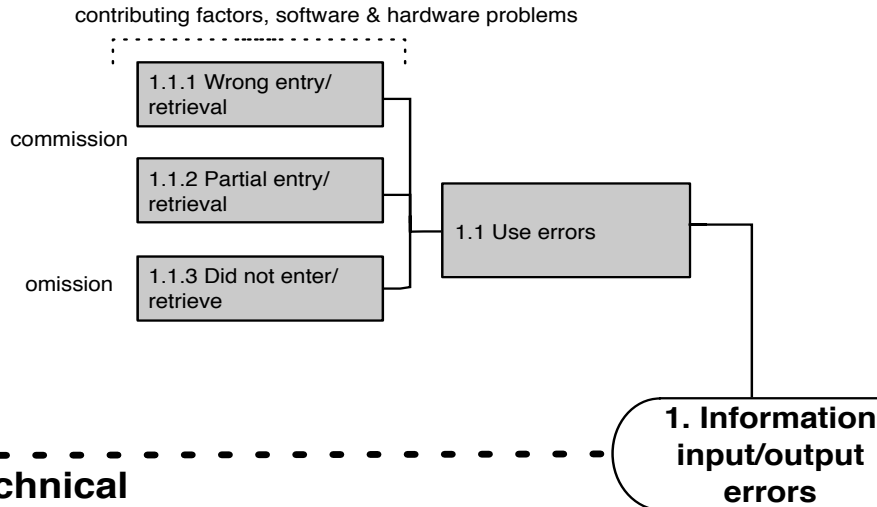 contributing factors, software & hardware problems
1.1.1 Wrong entry/
retrieval
commission
1.1.2 Partial entry/
retrieval
1.1 Use errors
omission
1.1.3 Did not enter/
retrieve
1. Information
input/output
errors
chnical